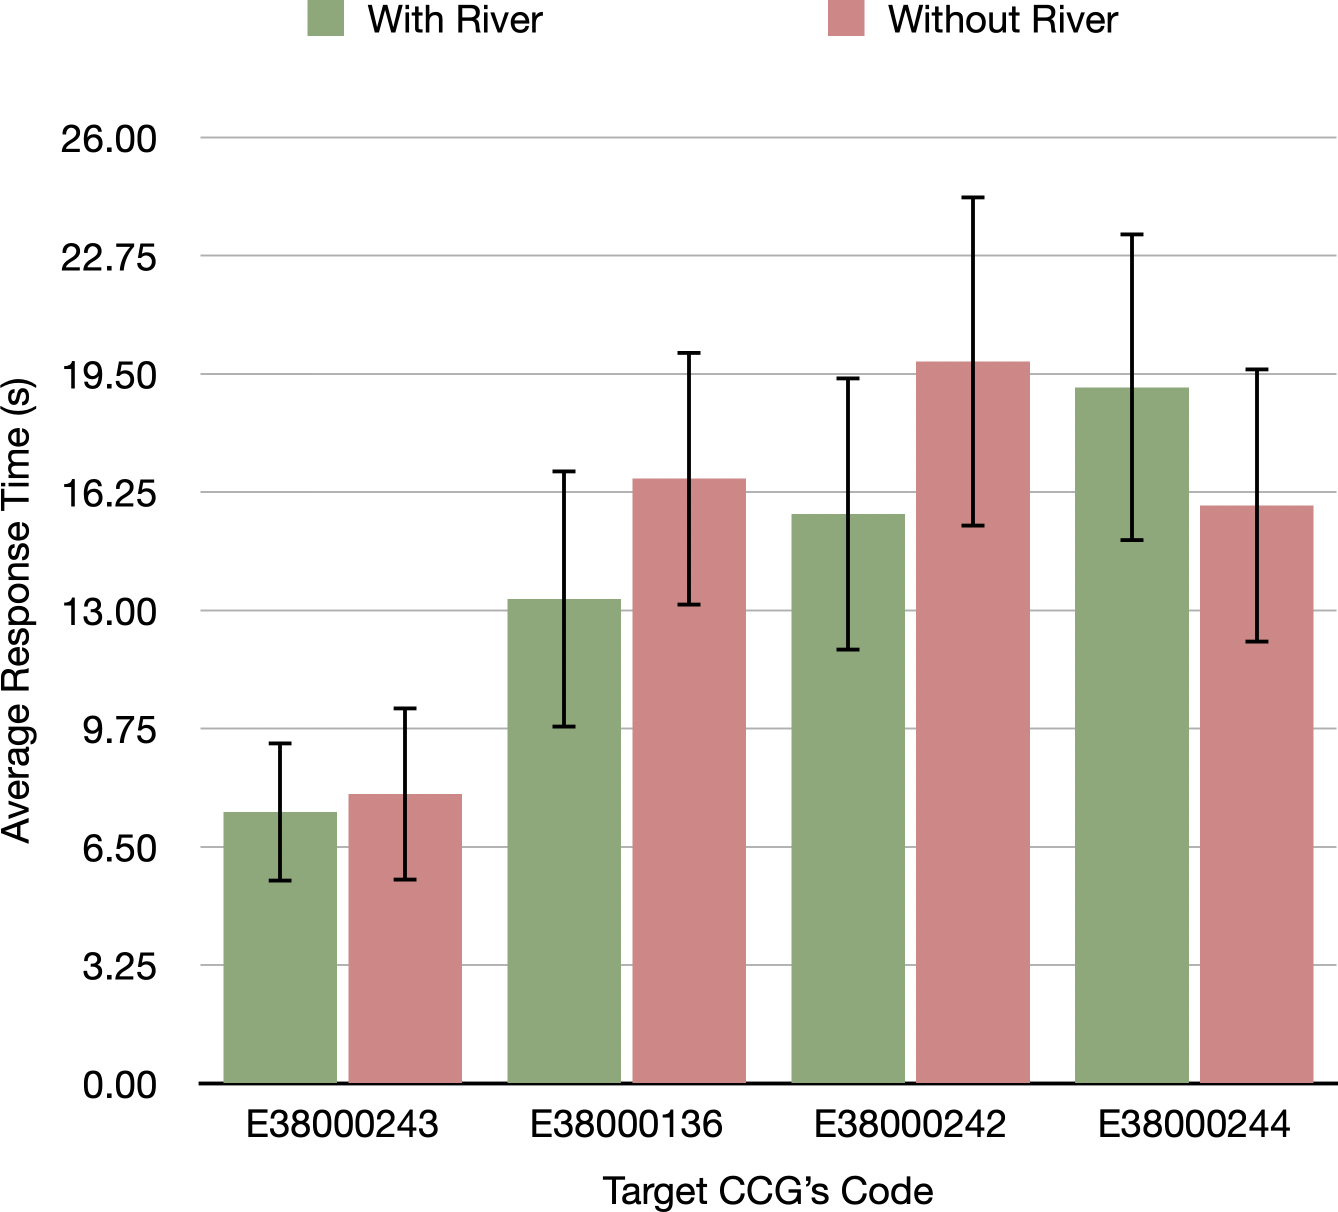 With River
Without River
26.00
22.75
19.50
16.25
13.00
9.75
6.50
3.25
0.00
Average Response Time (s)
E38000243
E38000136
E38000242
E38000244
Target CCG’s Code